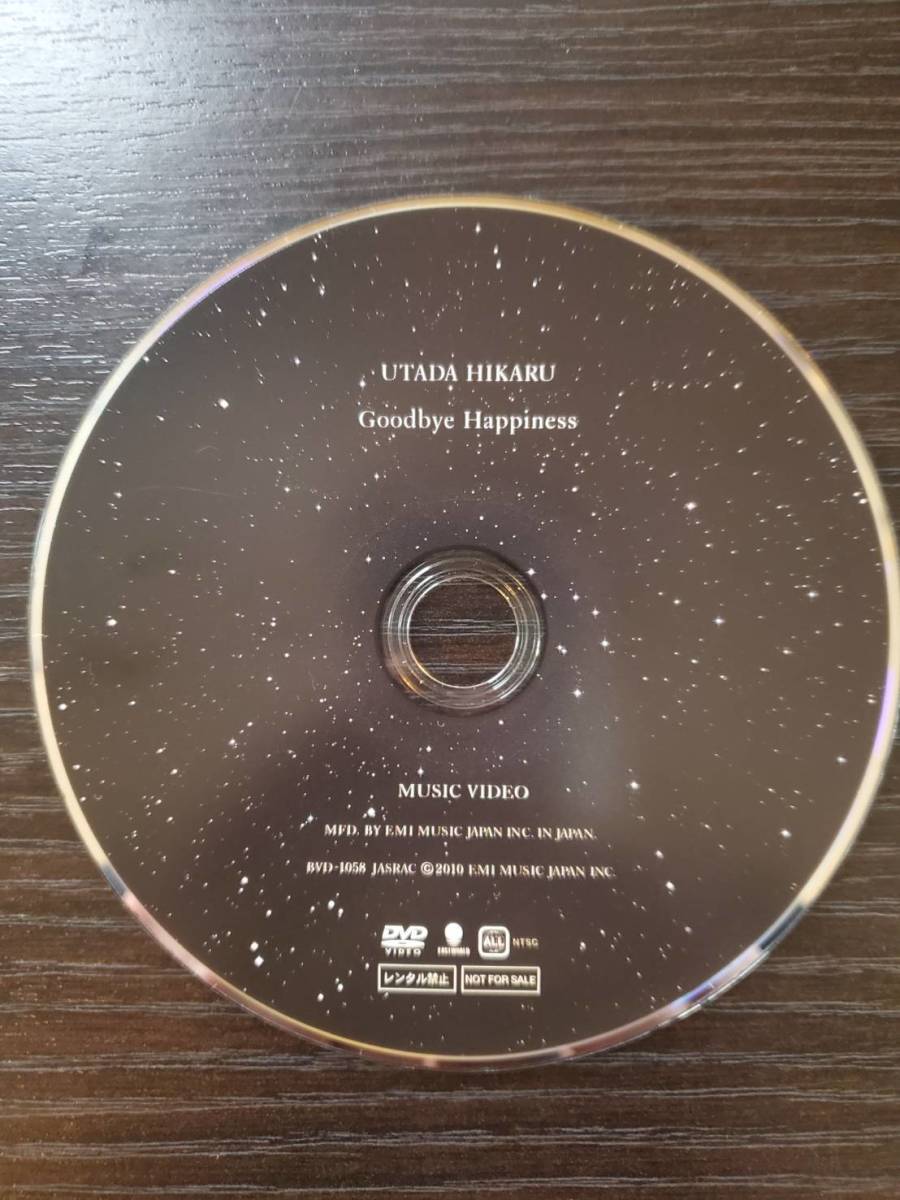 UTADA HIKARU
Goodbye Happiness
MUSIC VIDEO
MFD. BY EMI MUSIC JAPAN INC. IN JAPAN.
BVD-1058 JASRAC ©2010 EMI MUSIC JAPAN INC.
DVD VIDEO EASTWORLD ALL NTSC
レンタル禁止 NOT FOR SALE